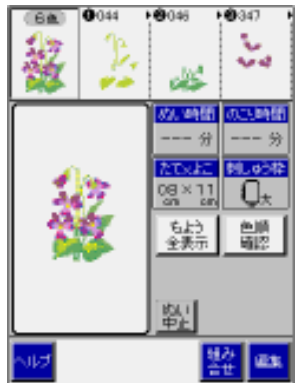 6色 ❶044 ❷046 ❸347
ぬい時間 のこり時間
--- 分 --- 分
たて×よこ 刺しゅう枠
08×11 大
cm cm
もよう 色順
全表示 確認
ぬい
中止
ヘルプ 組み 編集
合せ